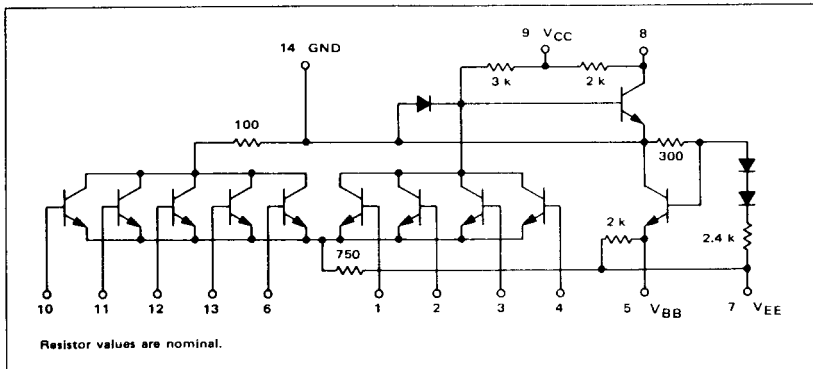 9 VCC
8
14 GND
3 k
2 k
100
300
2 k
2.4 k
750
10
11
12
13
6
1
2
3
4
5 VBB
7 VEE
Resistor values are nominal.